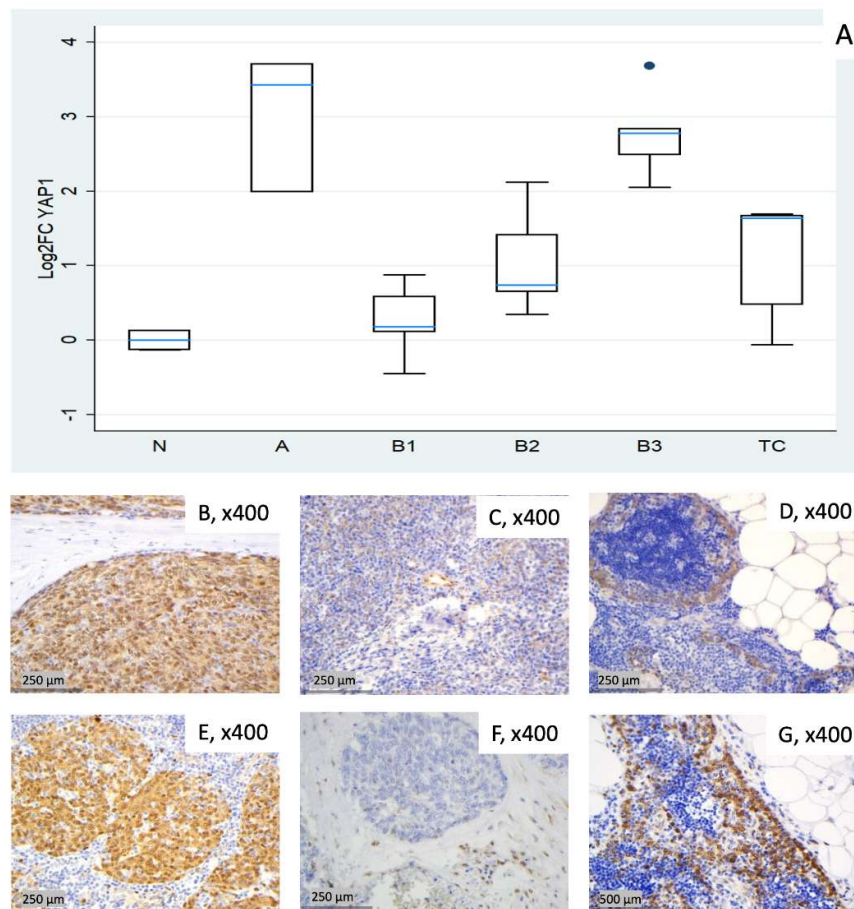 A
4
3
2
1
0
-1
Log2FC YAP1
N A B1 B2 B3 TC
B, x400
C, x400
D, x400
250 µm
250 µm
250 µm
E, x400
F, x400
G, x400
250 µm
250 µm
500 µm